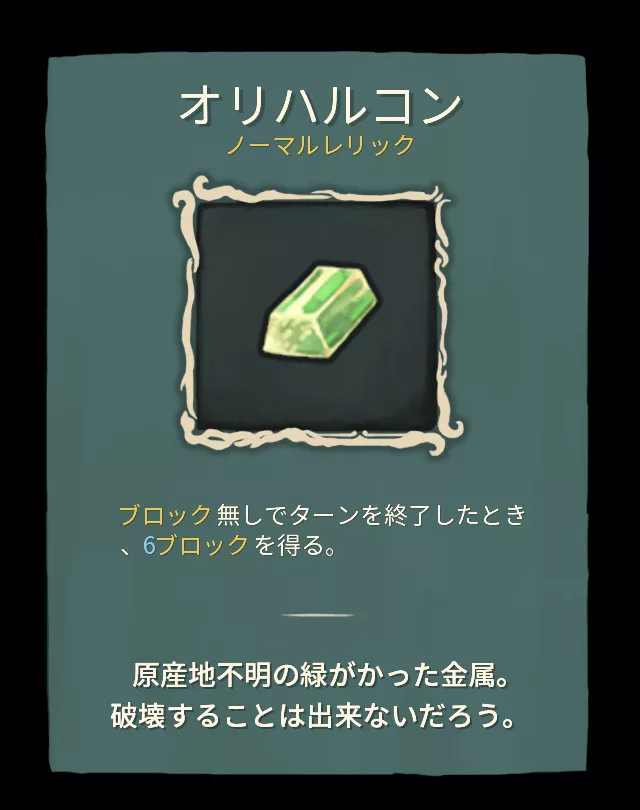 オリハルコン
ノーマルレリック
ブロック無しでターンを終了したとき
、6ブロックを得る。
原産地不明の緑がかった金属。
破壊することは出来ないだろう。